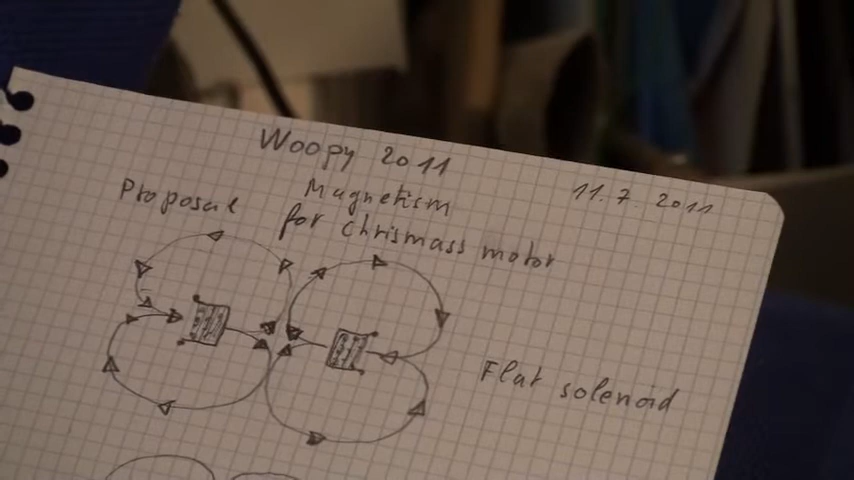 Woopy 2011
11.7.2011
Proposal Magnetism
for Chrismass motor
Flat solenoid